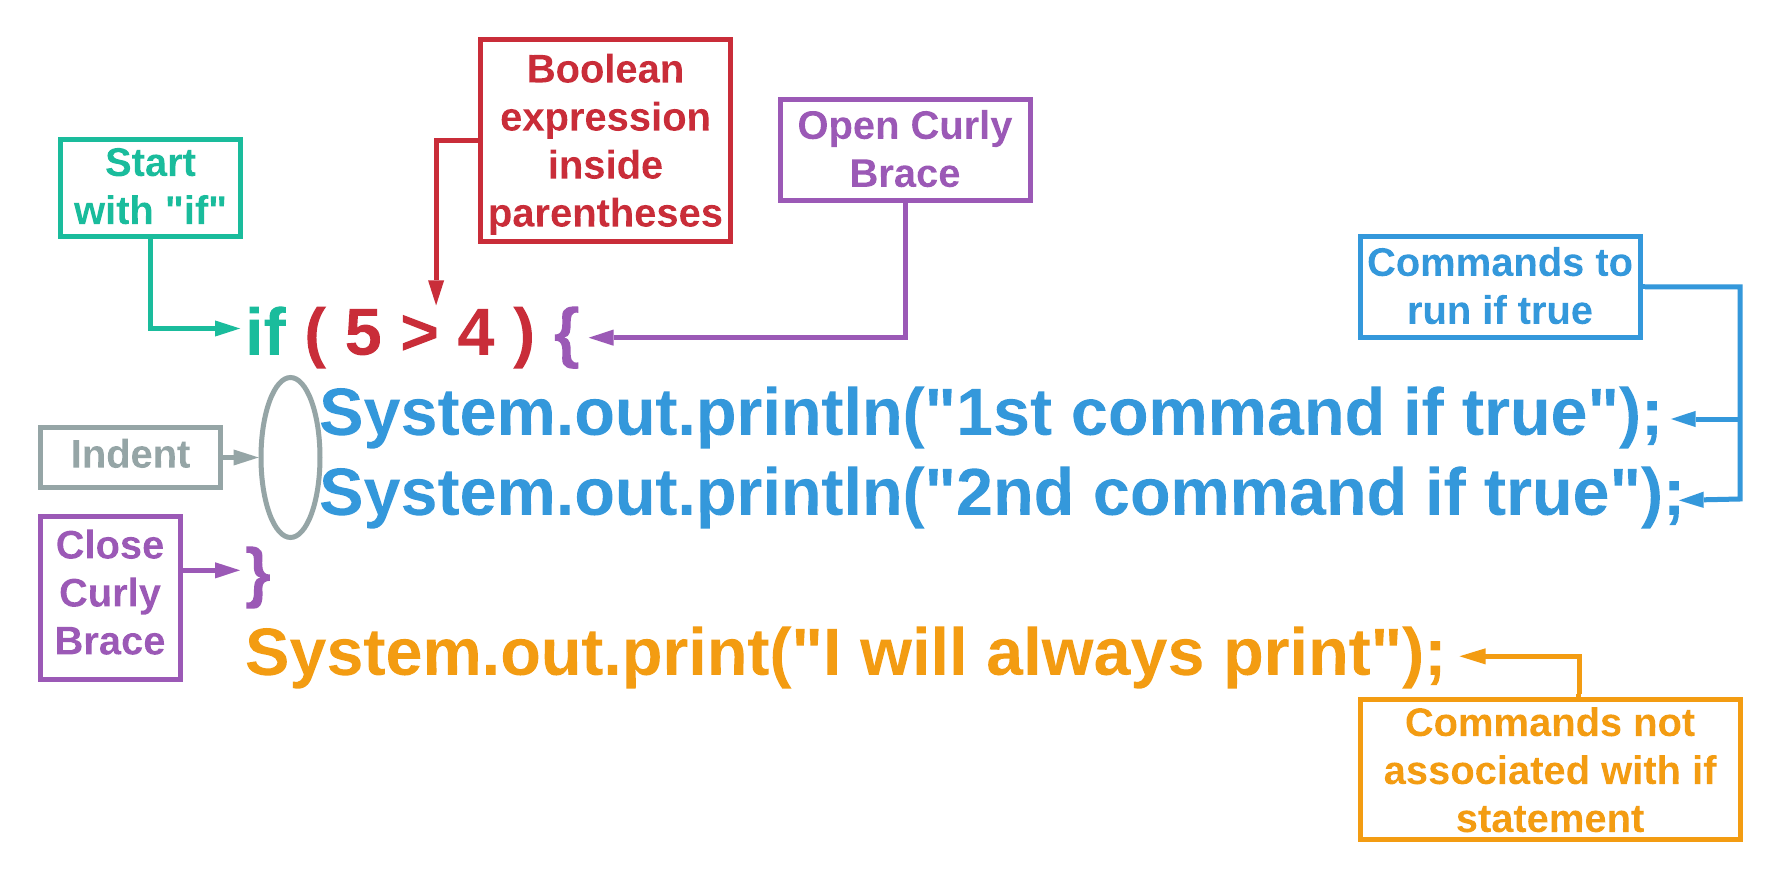 Boolean
expression
inside
parentheses
Open Curly
Brace
Start
with "if"
Commands to
run if true
if ( 5 > 4 ) {
System.out.println("1st command if true");
Indent
System.out.println("2nd command if true");
Close
Curly
Brace
}
System.out.print("I will always print");
Commands not
associated with if
statement